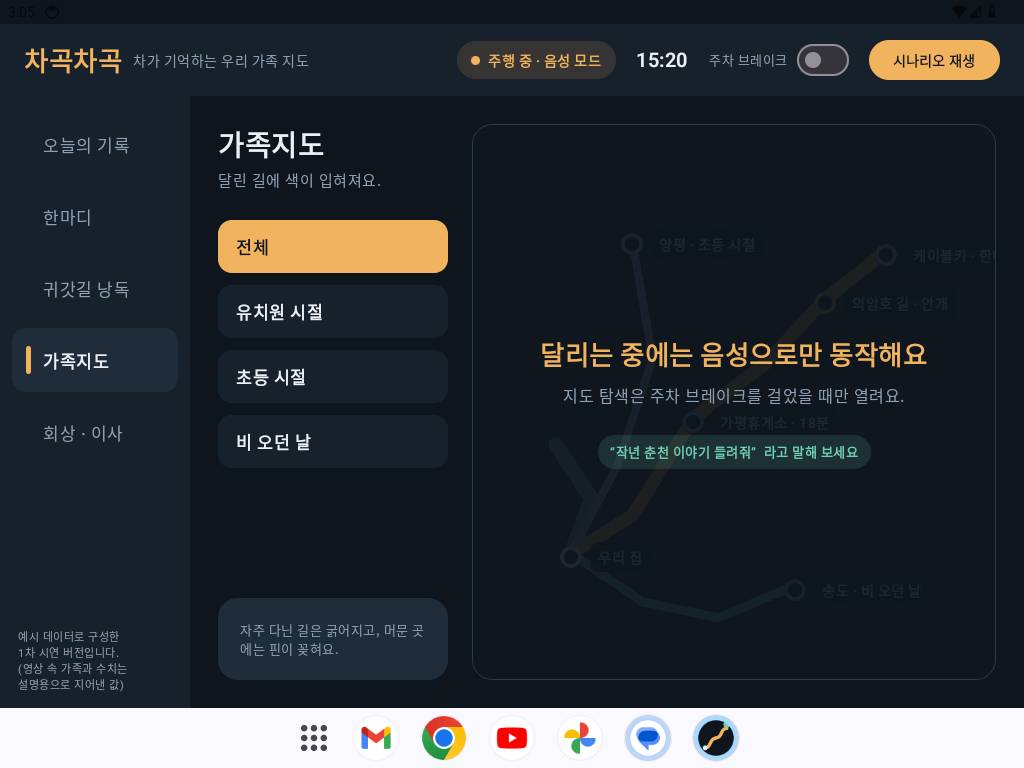 3:05
차곡차곡
차가 기억하는 우리 가족 지도
주행 중 · 음성 모드
15:20
주차 브레이크
시나리오 재생
오늘의 기록
한마디
귀갓길 낭독
가족지도
회상 · 이사
예시 데이터로 구성한
1차 시연 버전입니다.
(영상 속 가족과 수치는
설명용으로 지어낸 값)
가족지도
달린 길에 색이 입혀져요.
전체
유치원 시절
초등 시절
비 오던 날
자주 다닌 길은 굵어지고, 머문 곳
에는 핀이 꽂혀요.
양평 · 초등 시절
케이블카 · 한
의암호 길 · 안개
달리는 중에는 음성으로만 동작해요
지도 탐색은 주차 브레이크를 걸었을 때만 열려요.
가평휴게소 · 18분
“작년 춘천 이야기 들려줘” 라고 말해 보세요
우리 집
송도 · 비 오던 날